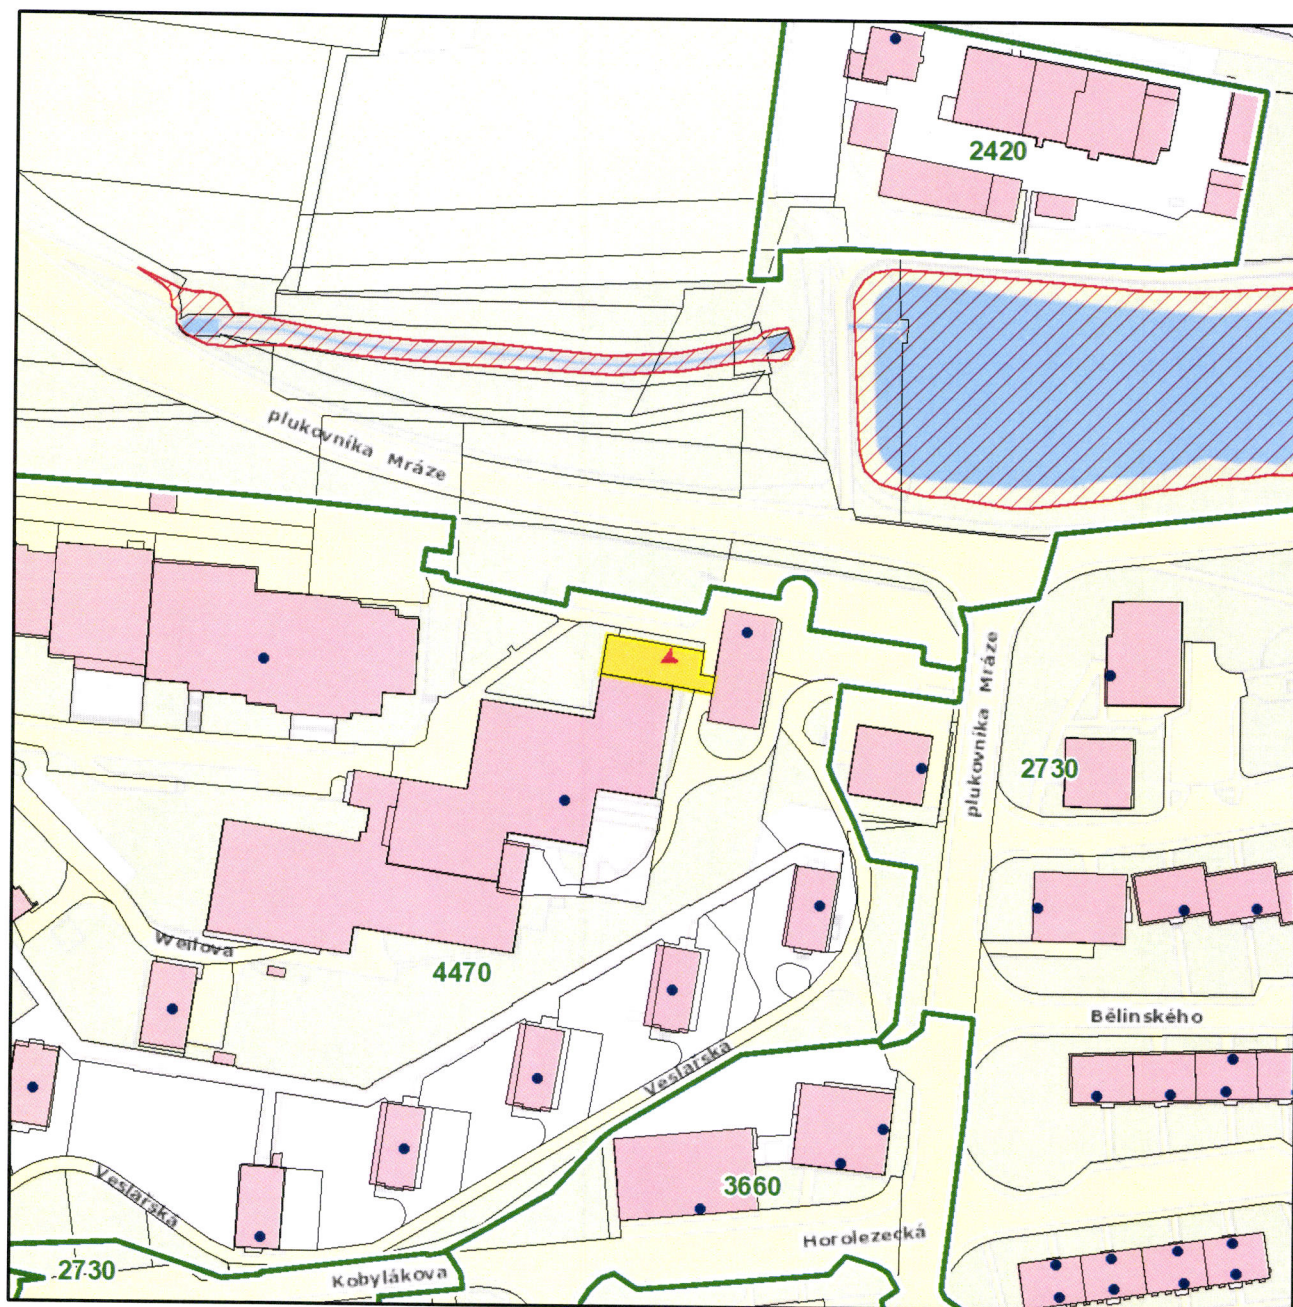 2420
plukovníka Mráze
plukovníka Mráze
2730
Weilova
4470
Bělinského
Veslařská
3660
Veslařská
Horolezecká
2730
Kobylákova